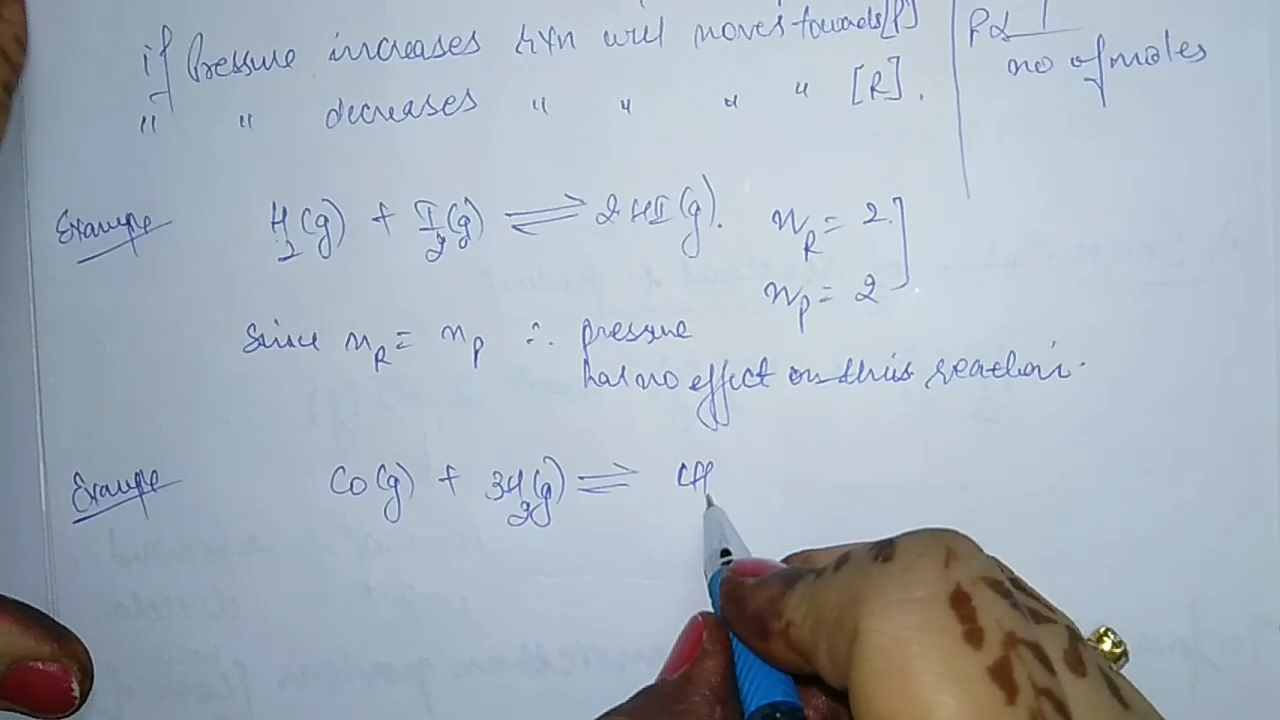 if Pressure increases rxn will moves towards [P]
" " decreases " " " " [R].
P α 1 / no of moles
Example H2(g) + I2(g) ⇌ 2HI(g). nR = 2
nP = 2
Since nR = nP ∴ pressure
has no effect on this reaction.
Example CO(g) + 3H2(g) ⇌ CH